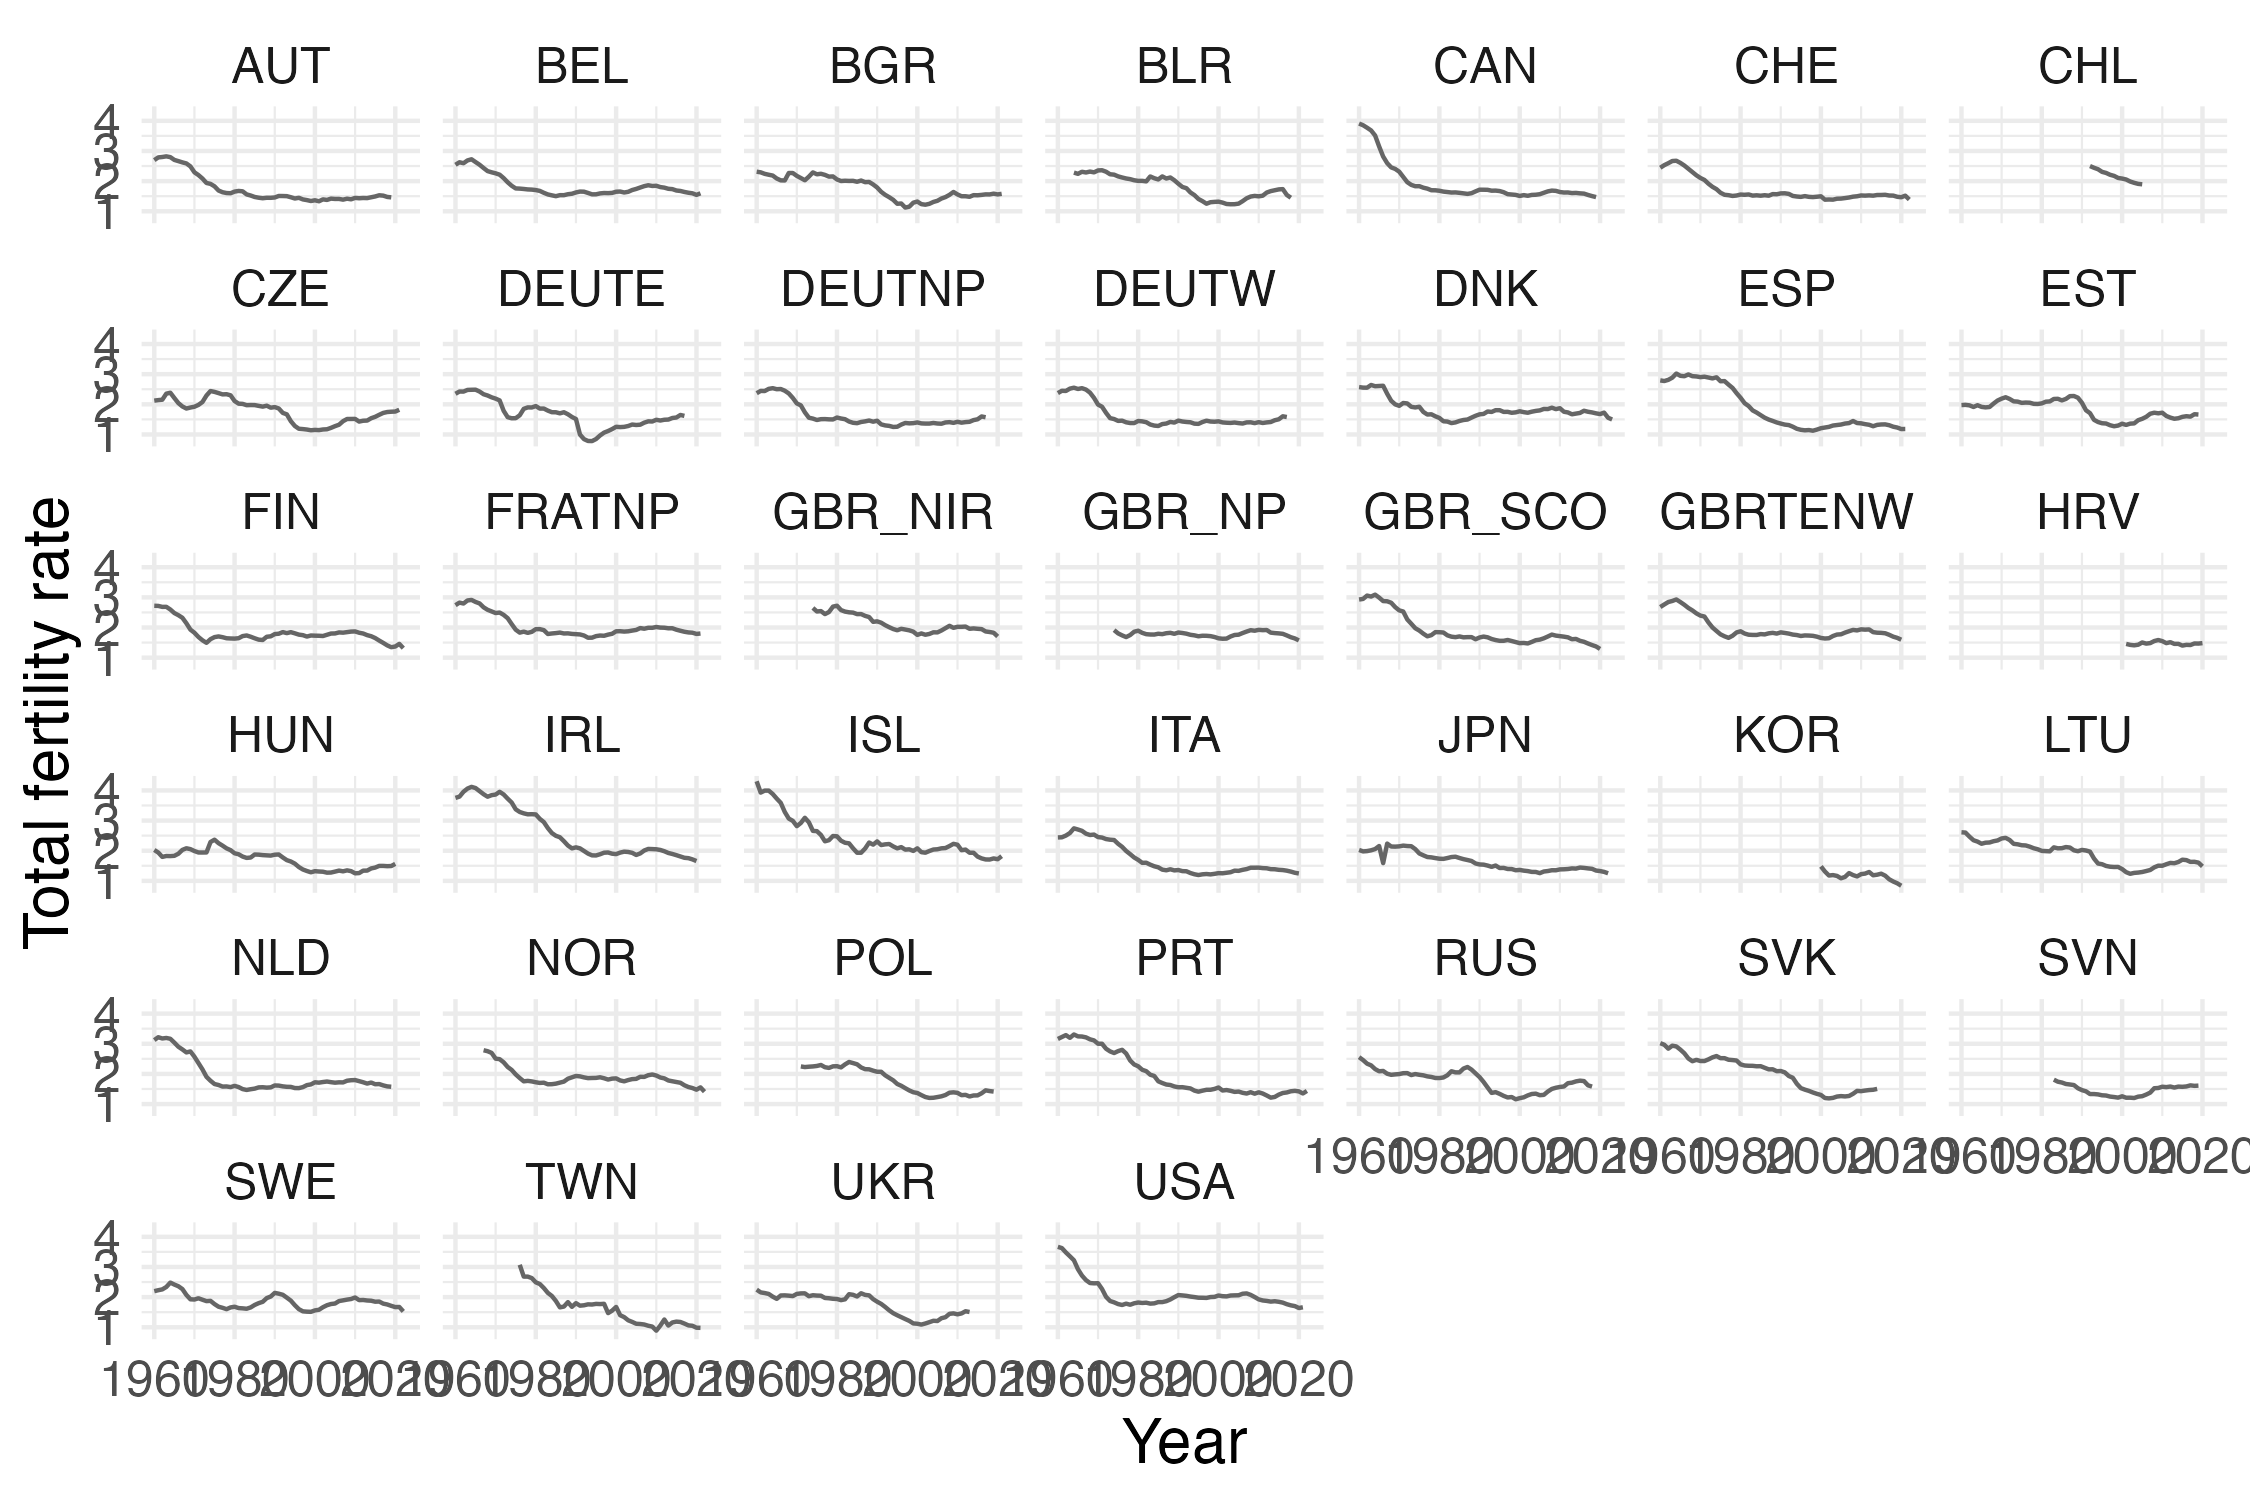 AUT BEL BGR BLR CAN CHE CHL
4
3
2
1
CZE DEUTE DEUTNP DEUTW DNK ESP EST
4
3
2
1
Total fertility rate
FIN FRATNP GBR_NIR GBR_NP GBR_SCO GBRTENW HRV
4
3
2
1
HUN IRL ISL ITA JPN KOR LTU
4
3
2
1
NLD NOR POL PRT RUS SVK SVN
4
3
2
1
1960 1980 2000 2020 1960 1980 2000 2020 1960 1980 2000 2020
SWE TWN UKR USA
4
3
2
1
1960 1980 2000 2020 1960 1980 2000 2020 1960 1980 2000 2020 1960 1980 2000 2020
Year